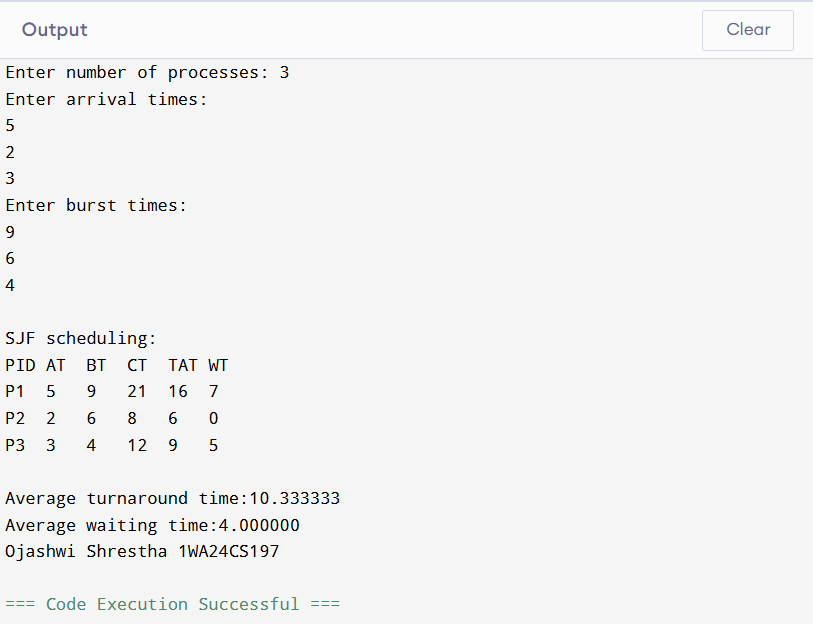 Output
Clear
Enter number of processes: 3
Enter arrival times:
5
2
3
Enter burst times:
9
6
4
SJF scheduling:
PID AT  BT  CT  TAT WT
P1  5   9   21  16  7
P2  2   6   8   6   0
P3  3   4   12  9   5
Average turnaround time:10.333333
Average waiting time:4.000000
Ojashwi Shrestha 1WA24CS197
=== Code Execution Successful ===